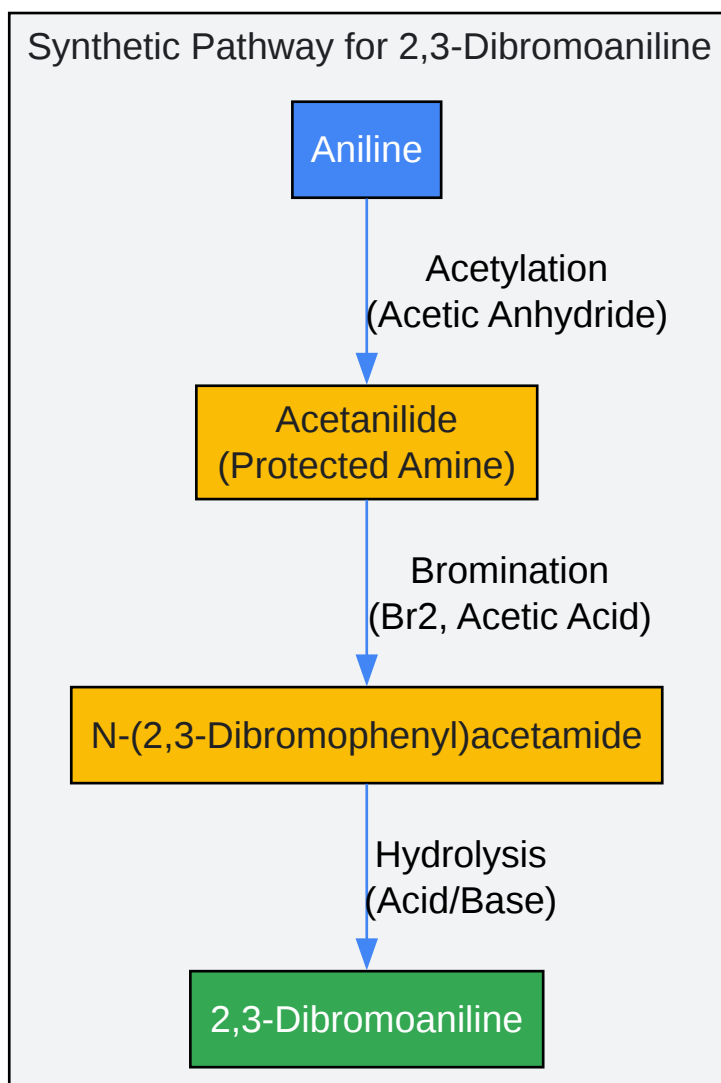 Synthetic Pathway for 2,3-Dibromoaniline
Aniline
Acetylation
(Acetic Anhydride)
Acetanilide
(Protected Amine)
Bromination
(Br2, Acetic Acid)
N-(2,3-Dibromophenyl)acetamide
Hydrolysis
(Acid/Base)
2,3-Dibromoaniline